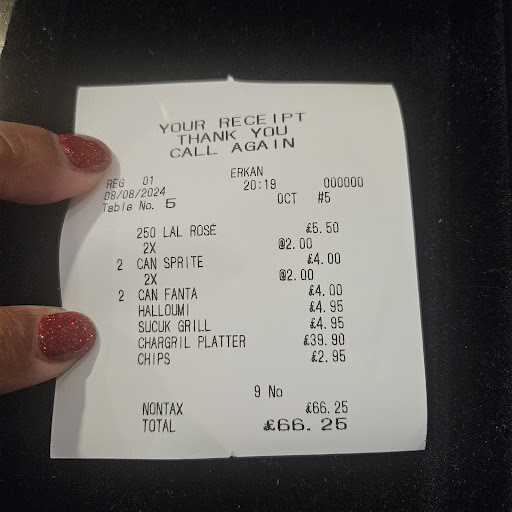 YOUR RECEIPT
THANK YOU
CALL AGAIN
ERKAN
REG 01 20:19 000000
08/08/2024 OCT #5
Table No. 5
250 LAL ROSE £5.50
2X @2.00
2 CAN SPRITE £4.00
2X @2.00
2 CAN FANTA £4.00
HALLOUMI £4.95
SUCUK GRILL £4.95
CHARGRIL PLATTER £39.90
CHIPS £2.95
9 No
NONTAX £66.25
TOTAL £66.25